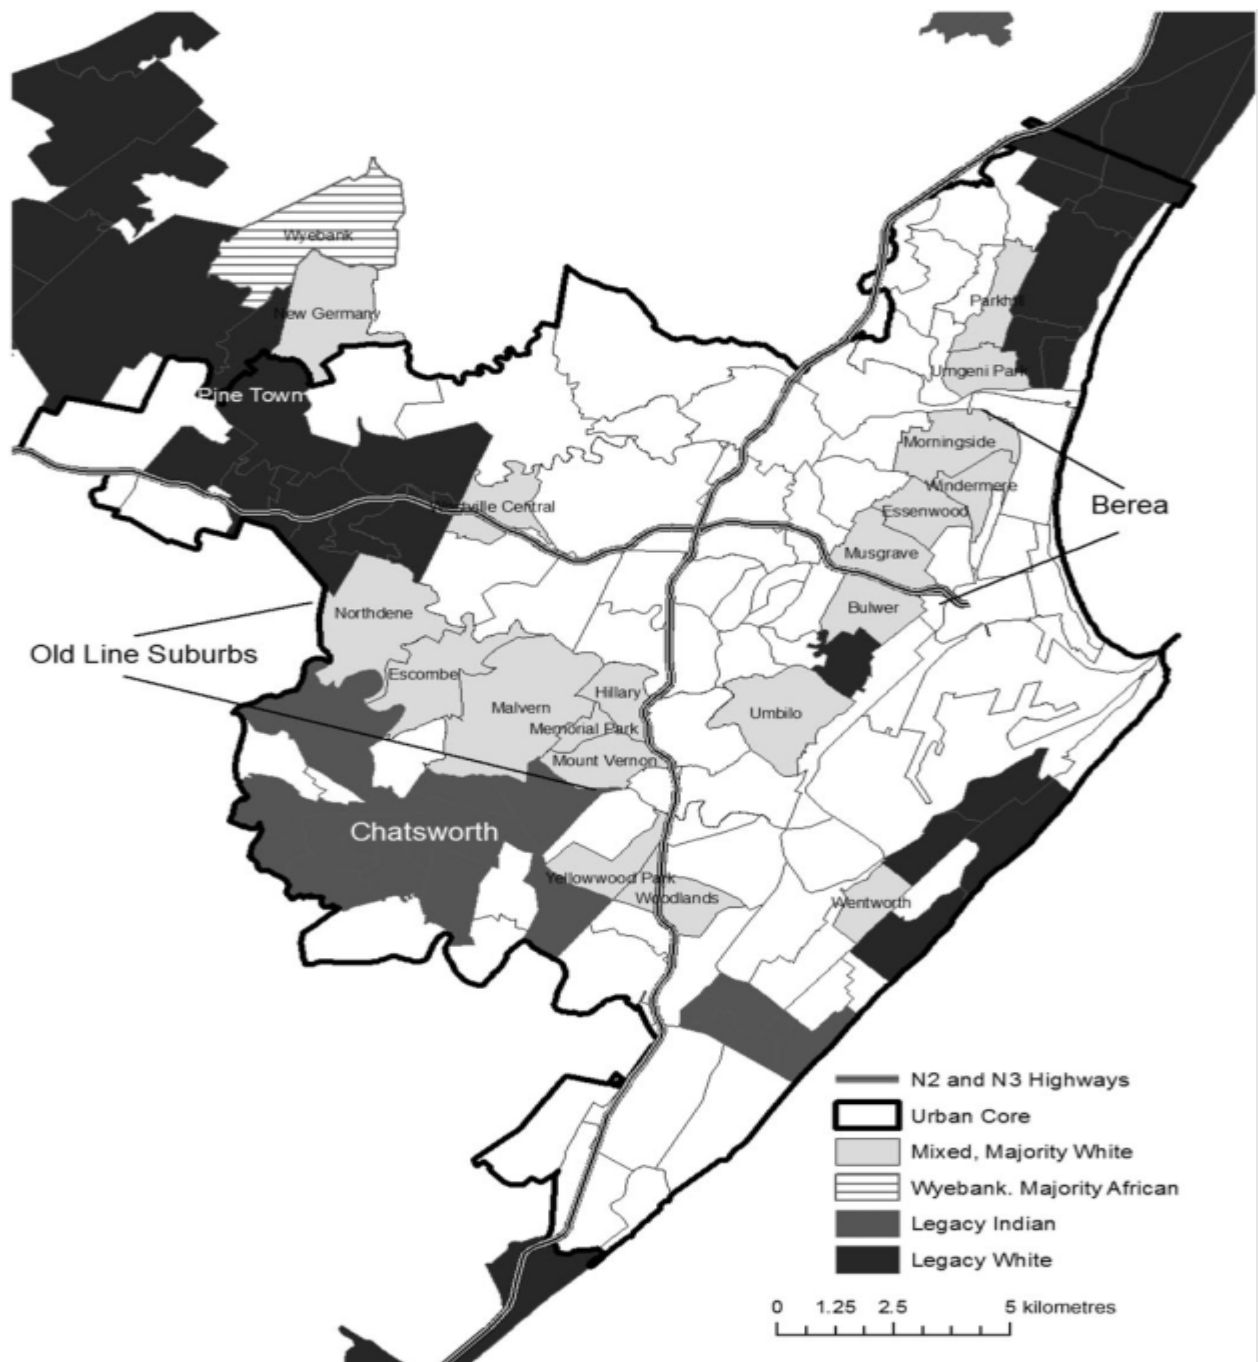 Wyebank
New Germany
Pine Town
Parkhill
Umgeni Park
Morningside
Windermere
Essenwood
Musgrave
Berea
Westville Central
Bulwer
Northdene
Old Line Suburbs
Escombe
Malvern
Hillary
Memorial Park
Mount Vernon
Umbilo
Chatsworth
Yellowwood Park
Woodlands
Wentworth
N2 and N3 Highways
Urban Core
Mixed, Majority White
Wyebank. Majority African
Legacy Indian
Legacy White
0 1.25 2.5 5 kilometres